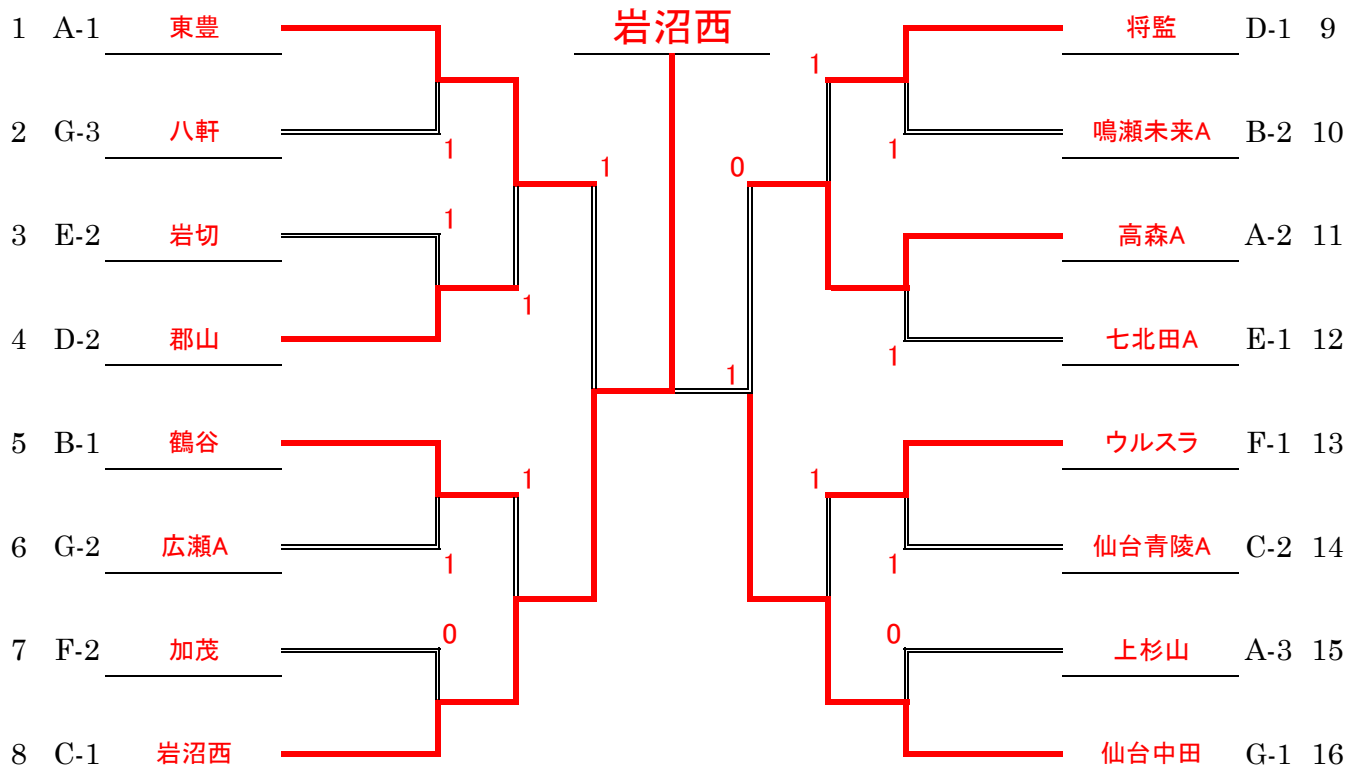 岩沼西
1 A-1 東豊
将監 D-1 9
1
2 G-3 八軒
鳴瀬未来A B-2 10
1
1
1
0
1
3 E-2 岩切
高森A A-2 11
1
4 D-2 郡山
七北田A E-1 12
1
1
5 B-1 鶴谷
ウルスラ F-1 13
1
1
6 G-2 広瀬A
仙台青陵A C-2 14
1
1
0
0
7 F-2 加茂
上杉山 A-3 15
8 C-1 岩沼西
仙台中田 G-1 16